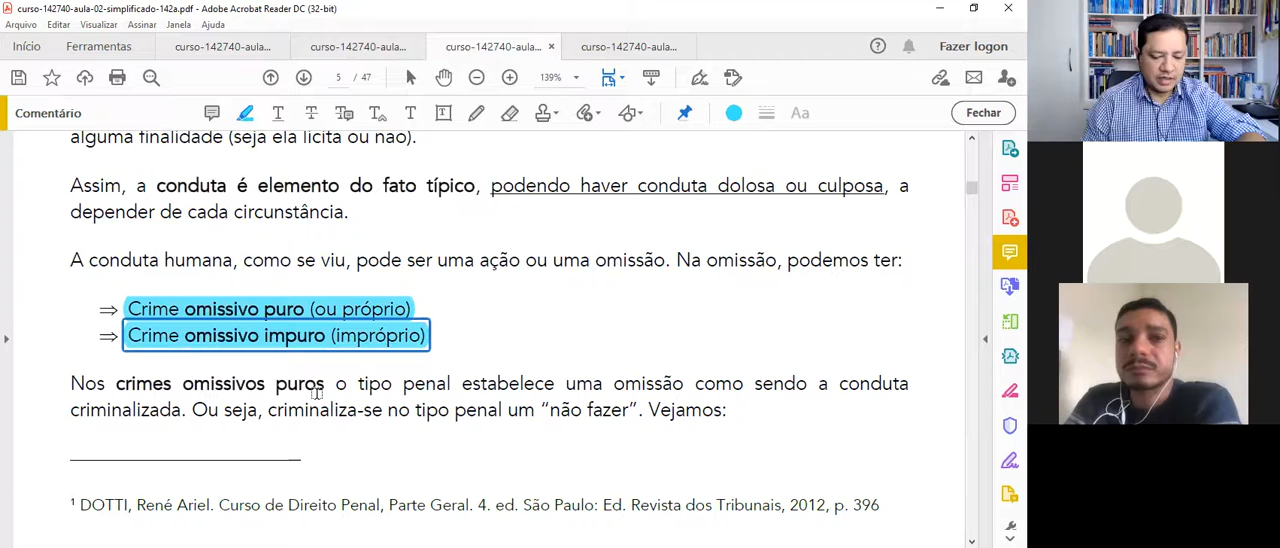 curso-142740-aula-02-simplificado-142a.pdf - Adobe Acrobat Reader DC (32-bit)
Arquivo Editar Visualizar Assinar Janela Ajuda
Início Ferramentas curso-142740-aula... curso-142740-aula... curso-142740-aula... × curso-142740-aula... Fazer logon
5 / 47 139%
Comentário Aa Fechar
alguma finalidade (seja ela lícita ou não).
Assim, a conduta é elemento do fato típico, podendo haver conduta dolosa ou culposa, a
depender de cada circunstância.
A conduta humana, como se viu, pode ser uma ação ou uma omissão. Na omissão, podemos ter:
⇒ Crime omissivo puro (ou próprio)
⇒ Crime omissivo impuro (impróprio)
Nos crimes omissivos puros o tipo penal estabelece uma omissão como sendo a conduta
criminalizada. Ou seja, criminaliza-se no tipo penal um “não fazer”. Vejamos:
¹ DOTTI, René Ariel. Curso de Direito Penal, Parte Geral. 4. ed. São Paulo: Ed. Revista dos Tribunais, 2012, p. 396